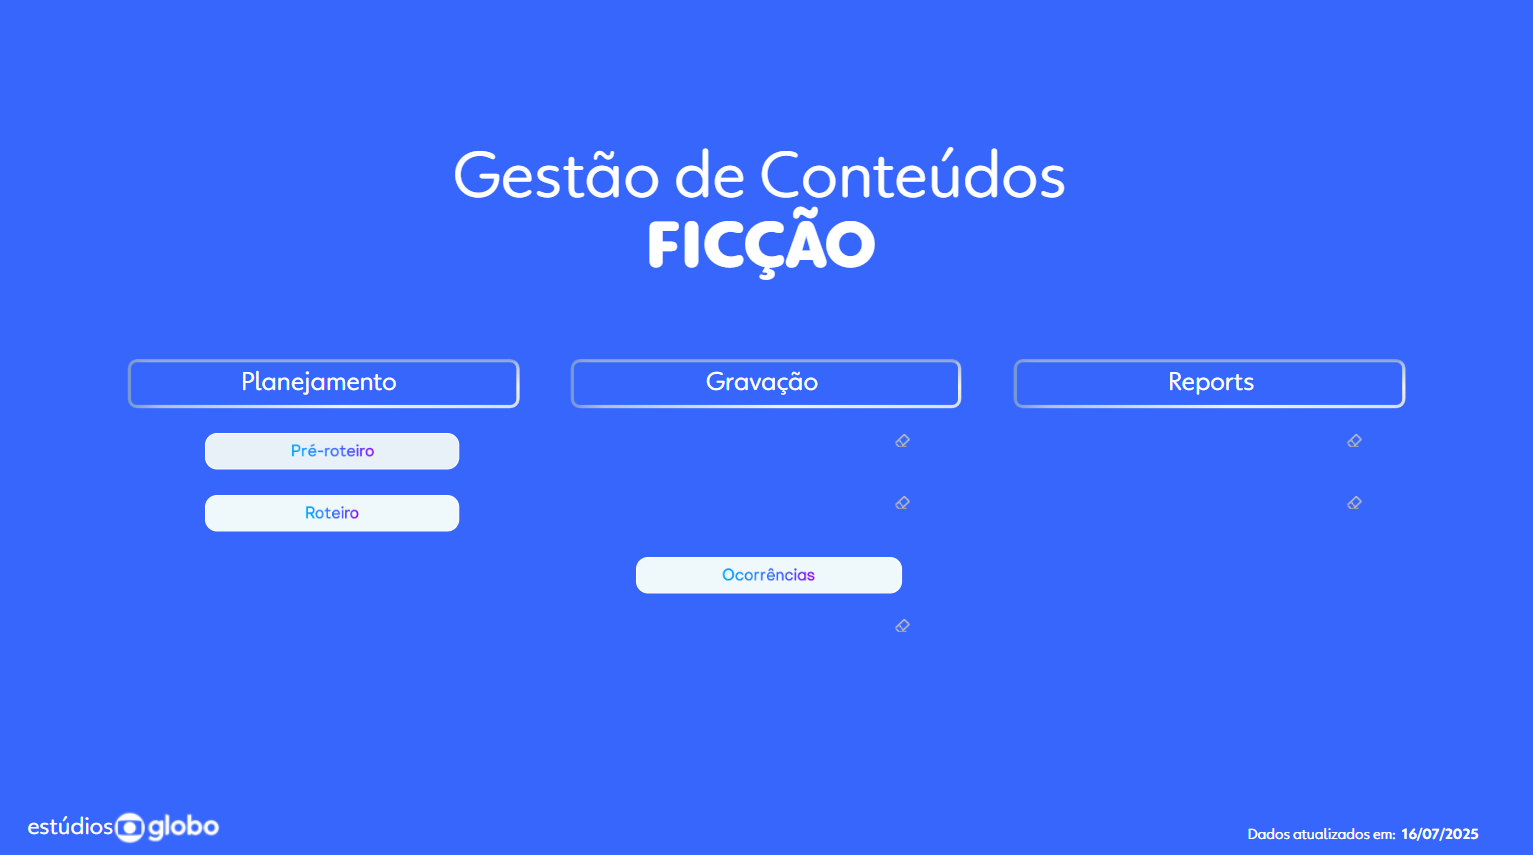 Gestão de Conteúdos
FICÇÃO
Planejamento
Gravação
Reports
Pré-roteiro
Roteiro
Ocorrências
estúdios globo
Dados atualizados em: 16/07/2025